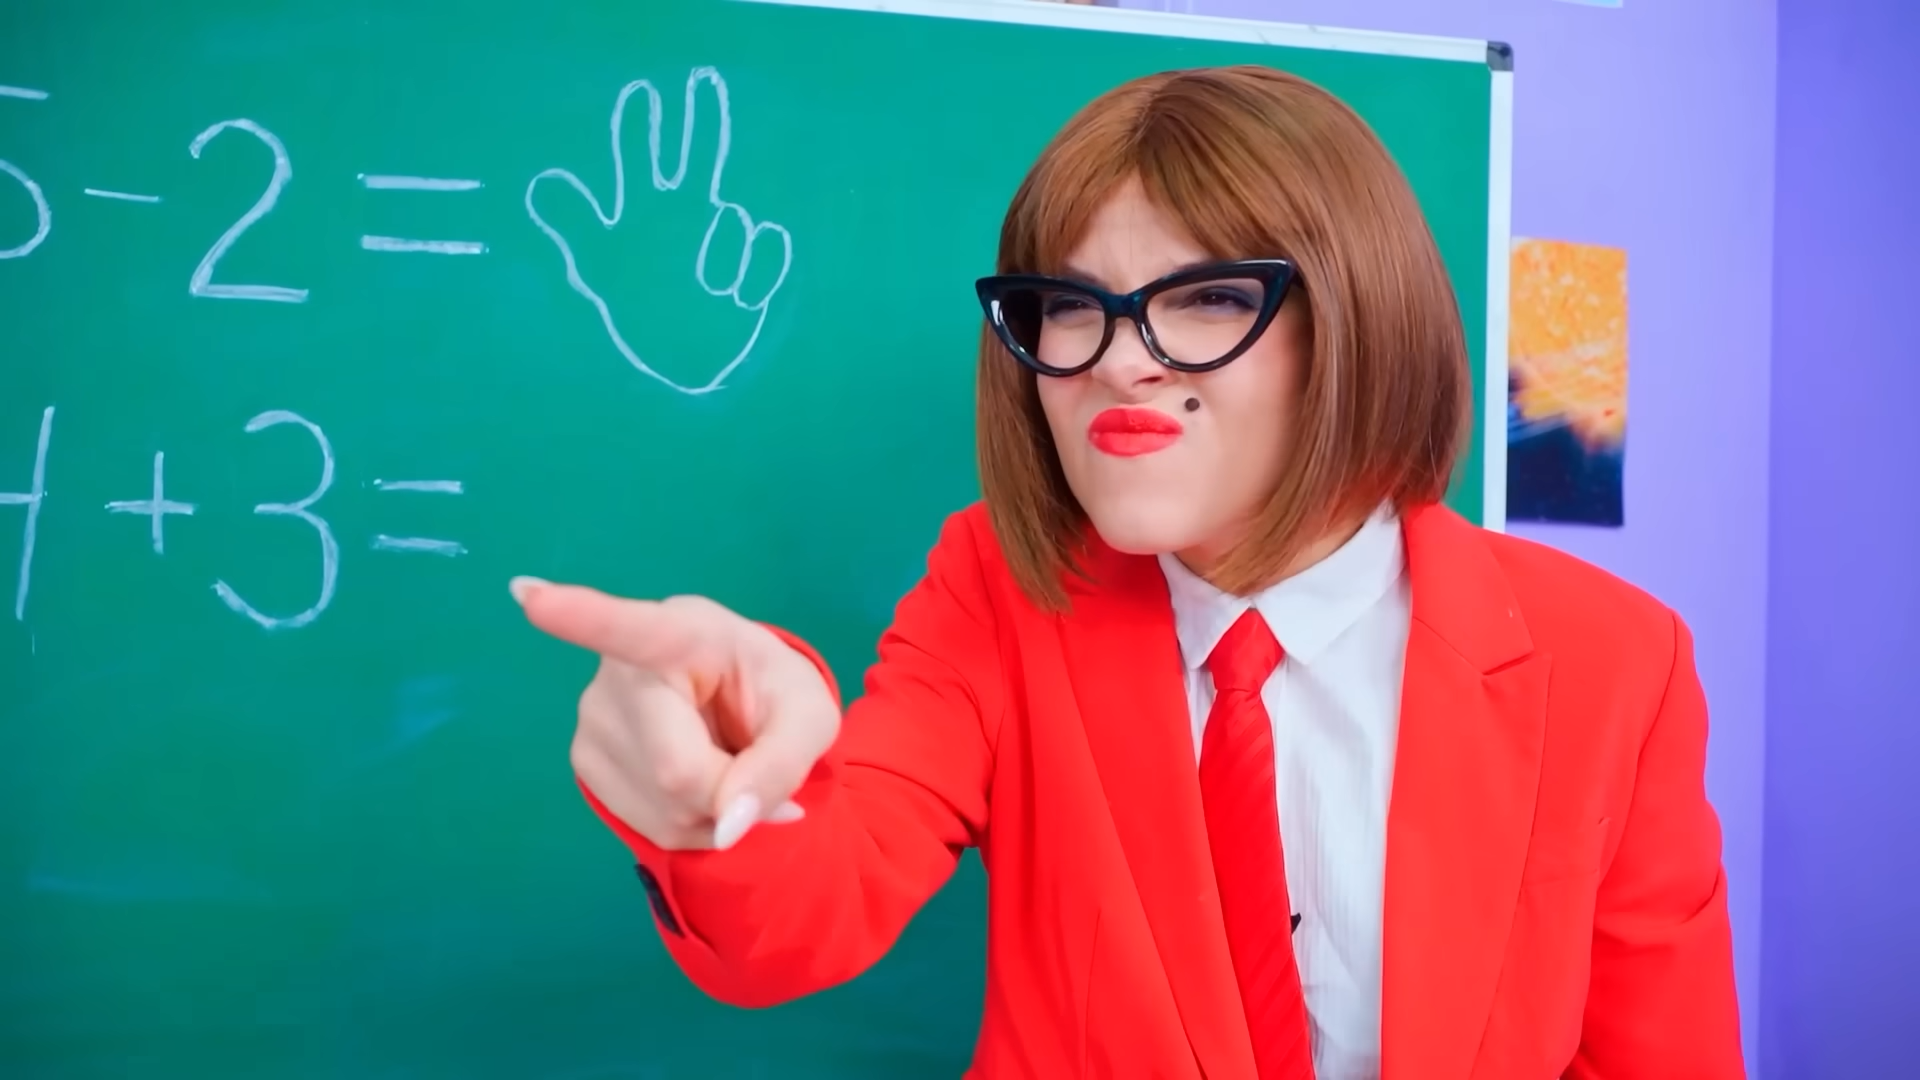 5 - 2 =
4 + 3 =